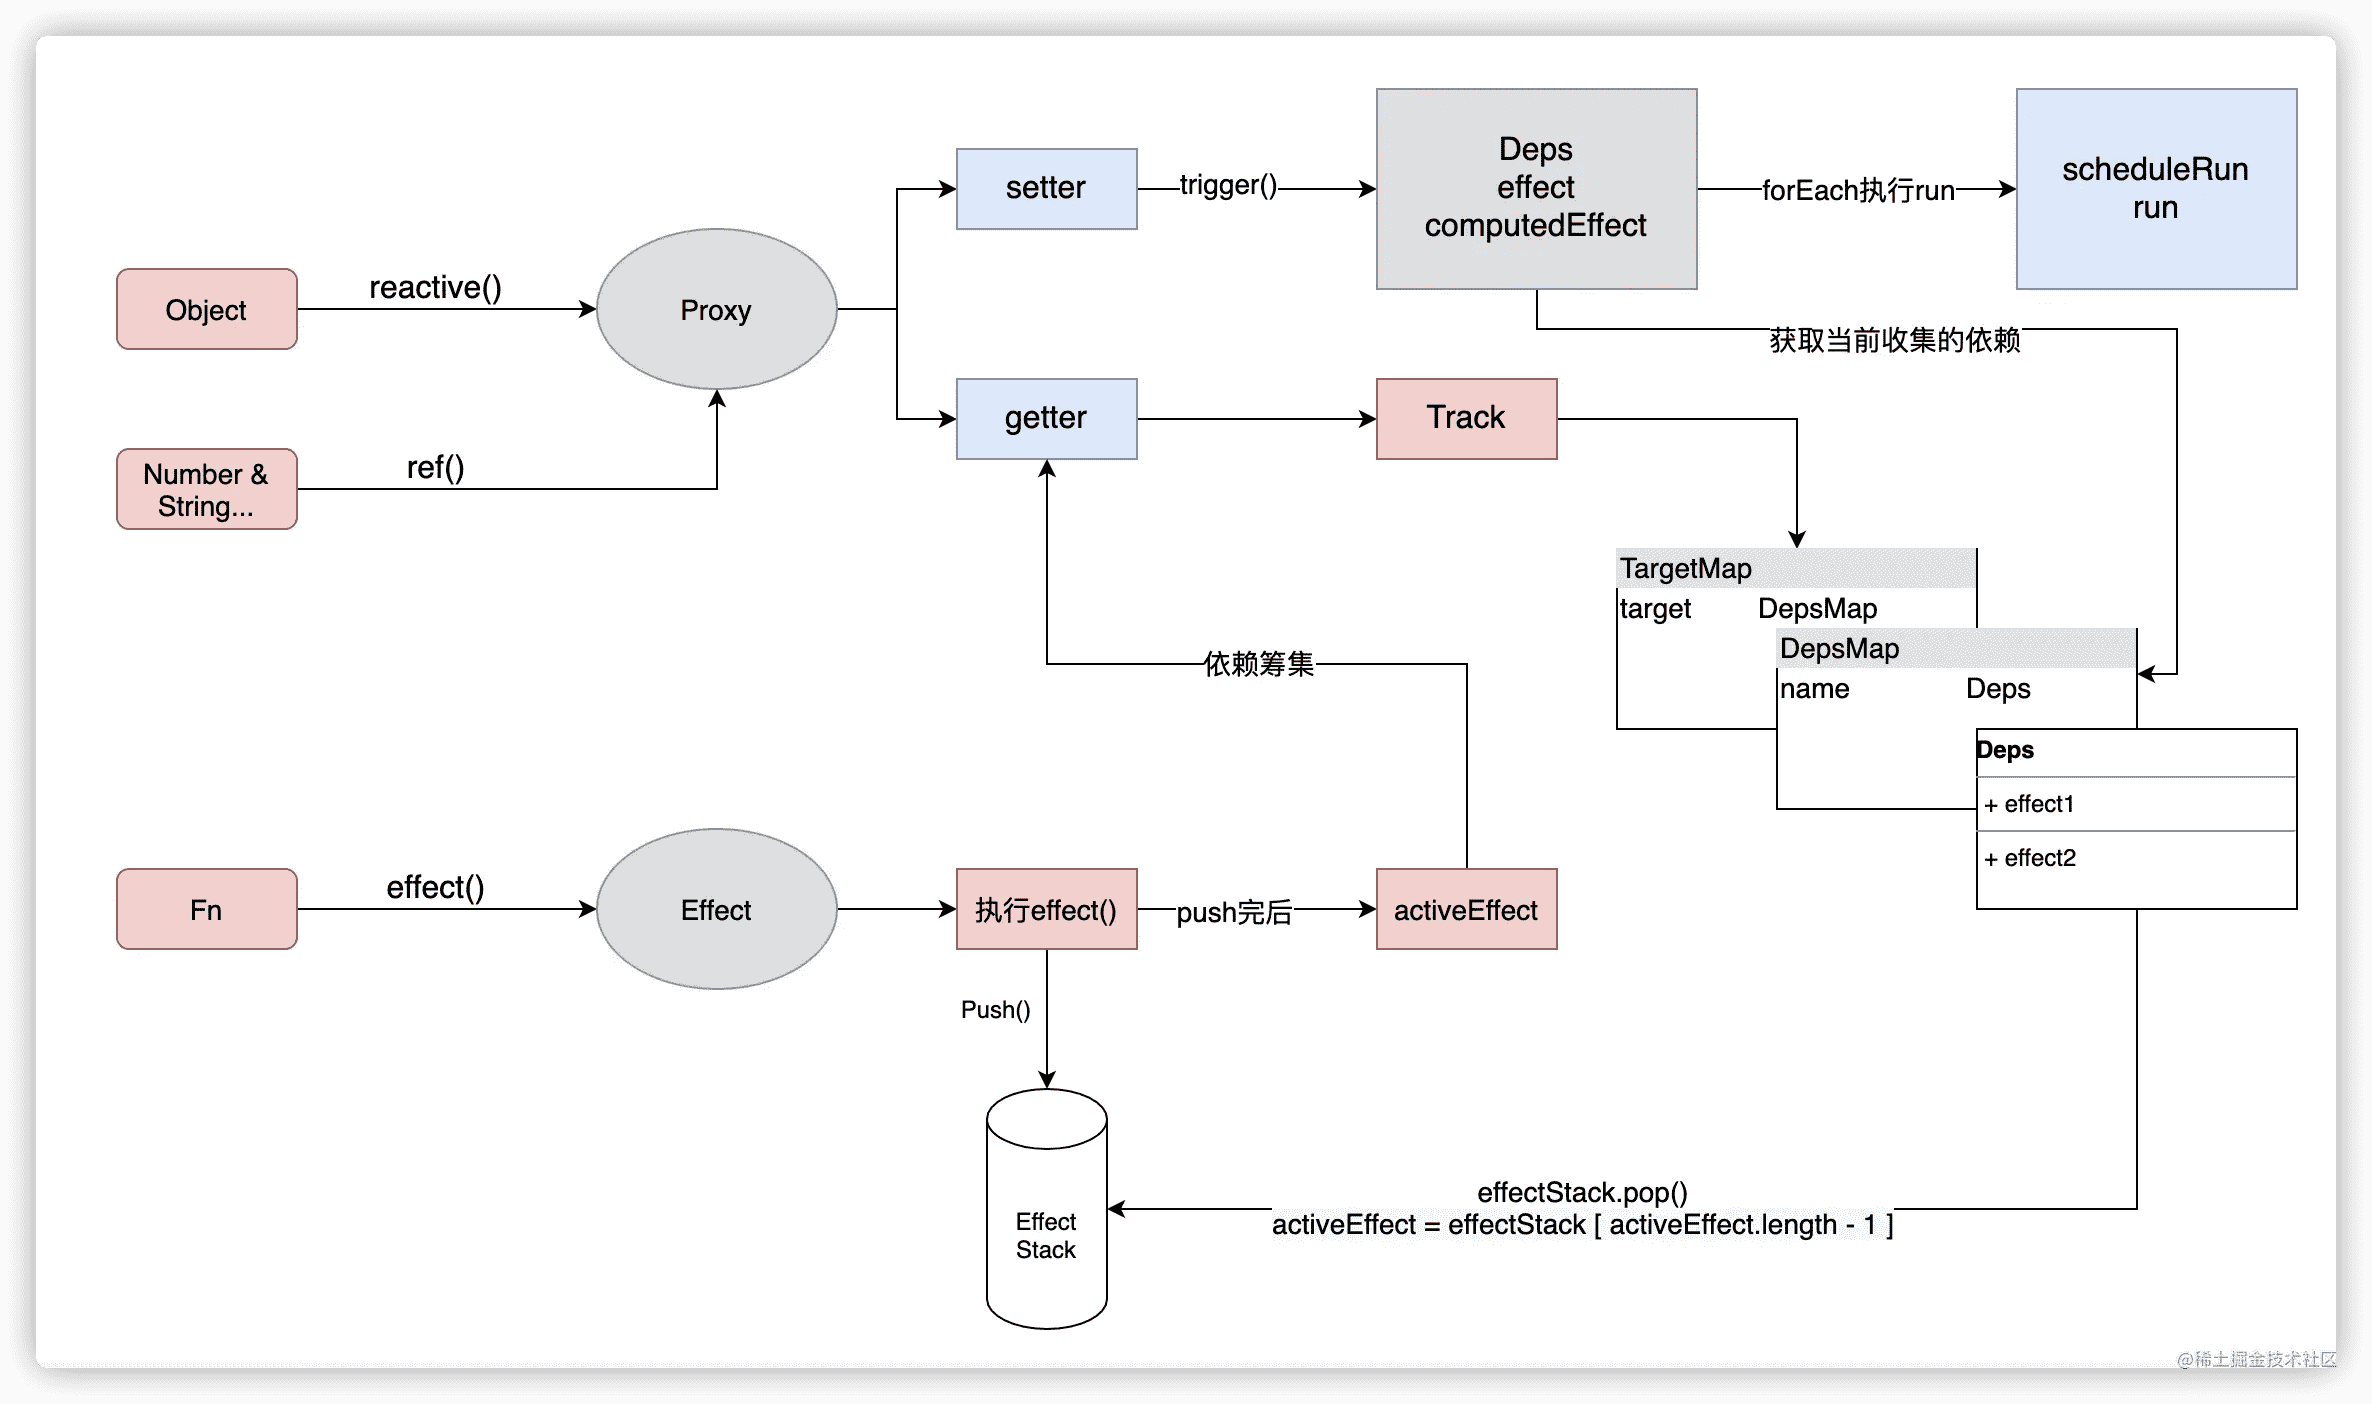 Deps
effect
computedEffect
scheduleRun
run
setter
trigger()
forEach执行run
reactive()
Object
Proxy
获取当前收集的依赖
getter
Track
ref()
Number &
String...
TargetMap
target DepsMap
DepsMap
name Deps
依赖筹集
Deps
+ effect1
+ effect2
effect()
Fn
Effect
执行effect()
push完后
activeEffect
Push()
Effect
Stack
effectStack.pop()
activeEffect = effectStack [ activeEffect.length - 1 ]
@稀土掘金技术社区